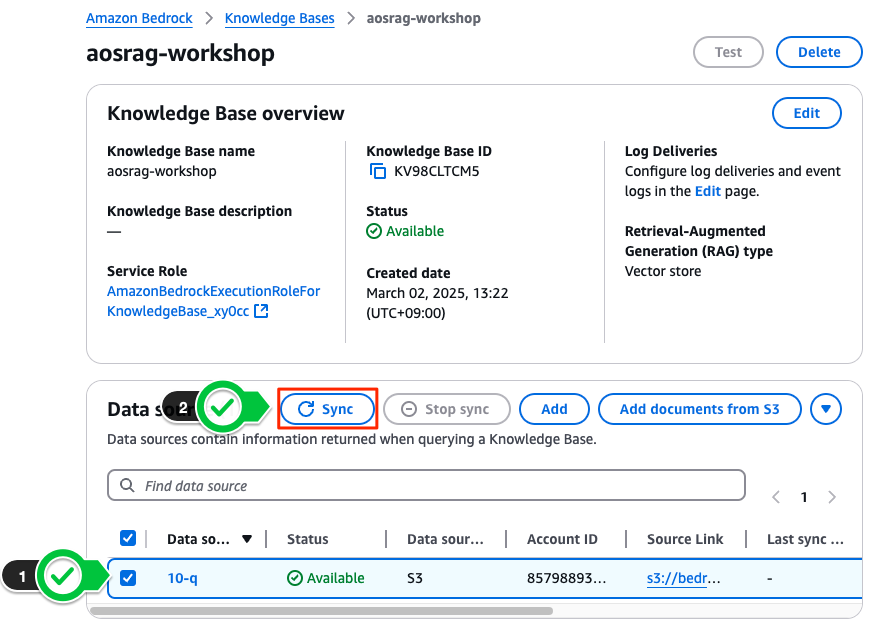 Amazon Bedrock > Knowledge Bases > aosrag-workshop
aosrag-workshop
Test
Delete
Knowledge Base overview
Edit
Knowledge Base name
aosrag-workshop
Knowledge Base description
—
Service Role
AmazonBedrockExecutionRoleFor
KnowledgeBase_xy0cc
Knowledge Base ID
KV98CLTCM5
Status
Available
Created date
March 02, 2025, 13:22
(UTC+09:00)
Log Deliveries
Configure log deliveries and event
logs in the Edit page.
Retrieval-Augmented
Generation (RAG) type
Vector store
Data sour
2
Sync
Stop sync
Add
Add documents from S3
Data sources contain information returned when querying a Knowledge Base.
Find data source
1
Data so... Status Data sour... Account ID Source Link Last sync ...
1
10-q Available S3 85798893... s3://bedr... -